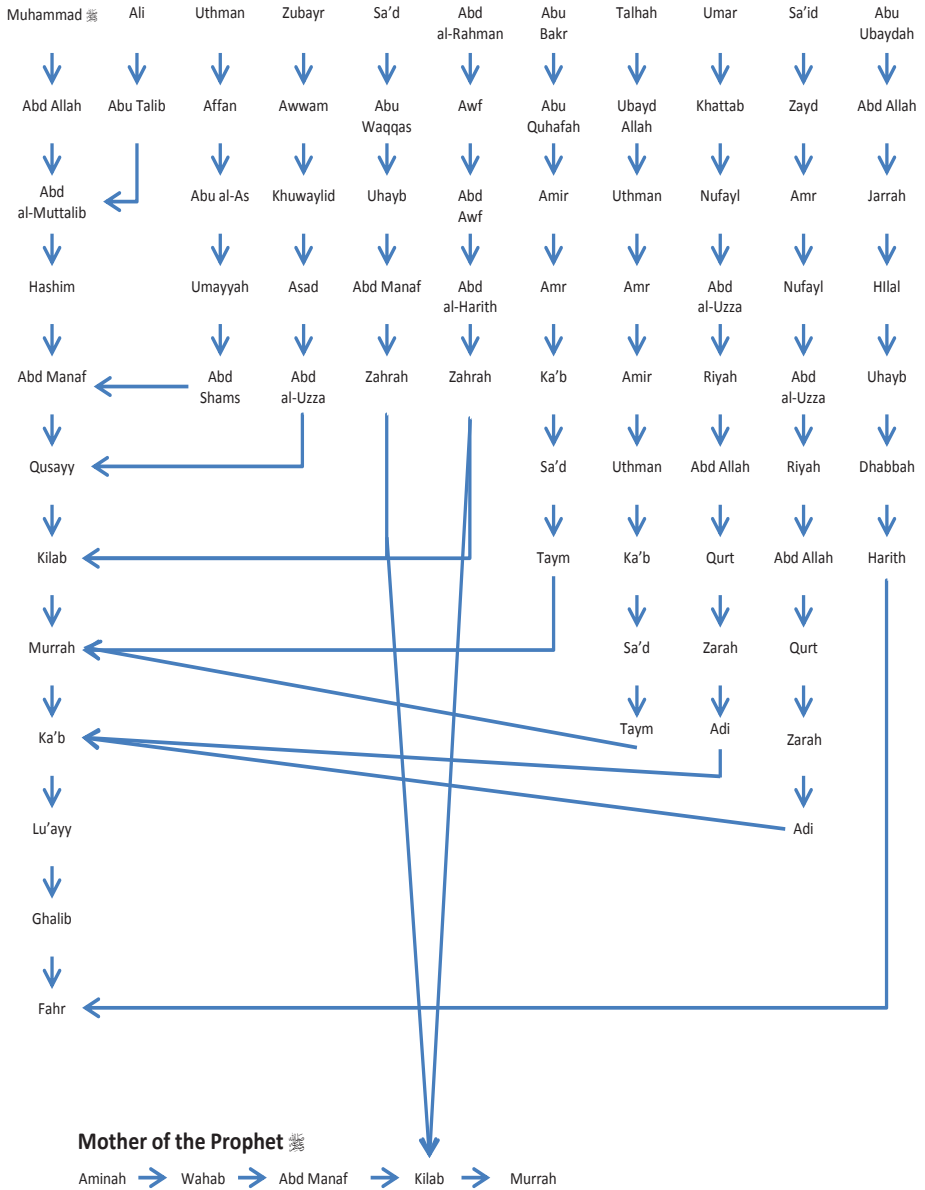 Muhammad ﷺ Ali Uthman Zubayr Sa’d Abd al-Rahman Abu Bakr Talhah Umar Sa’id Abu Ubaydah
Abd Allah Abu Talib Affan Awwam Abu Waqqas Awf Abu Quhafah Ubayd Allah Khattab Zayd Abd Allah
Abd al-Muttalib Abu al-As Khuwaylid Uhayb Abd Awf Amir Uthman Nufayl Amr Jarrah
Hashim Umayyah Asad Abd Manaf Abd al-Harith Amr Amr Abd al-Uzza Nufayl HIlal
Abd Manaf Abd Shams Abd al-Uzza Zahrah Zahrah Ka’b Amir Riyah Abd al-Uzza Uhayb
Qusayy Sa’d Uthman Abd Allah Riyah Dhabbah
Kilab Taym Ka’b Qurt Abd Allah Harith
Murrah Sa’d Zarah Qurt
Ka’b Taym Adi Zarah
Lu’ayy Adi
Ghalib
Fahr
Mother of the Prophet ﷺ
Aminah Wahab Abd Manaf Kilab Murrah